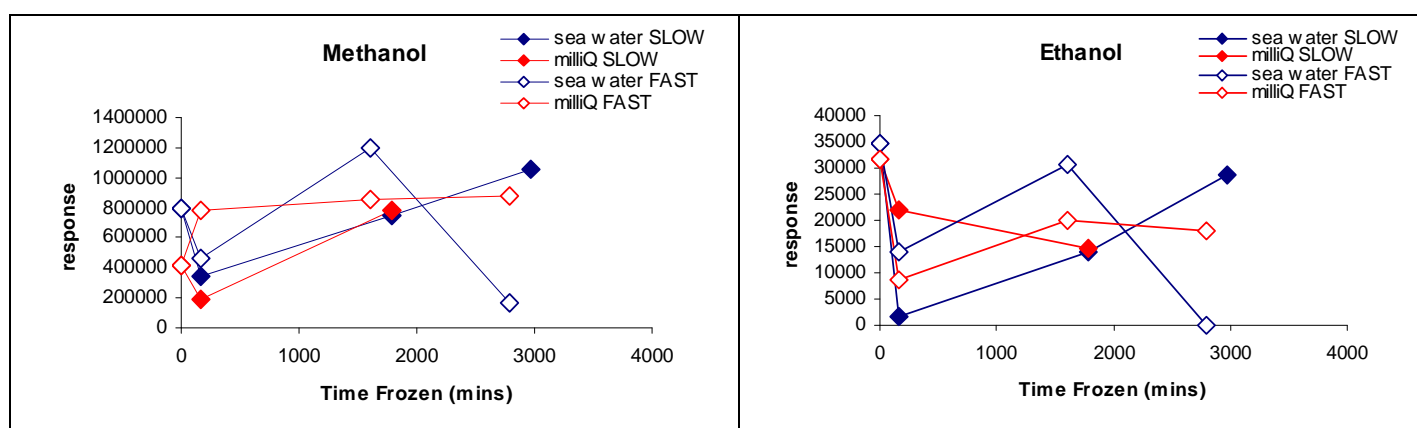 Methanol
sea water SLOW
milliQ SLOW
sea water FAST
milliQ FAST
1400000
1200000
1000000
800000
600000
400000
200000
0
response
0 1000 2000 3000 4000
Time Frozen (mins)
Ethanol
sea water SLOW
milliQ SLOW
sea water FAST
milliQ FAST
40000
35000
30000
25000
20000
15000
10000
5000
0
response
0 1000 2000 3000 4000
Time Frozen (mins)